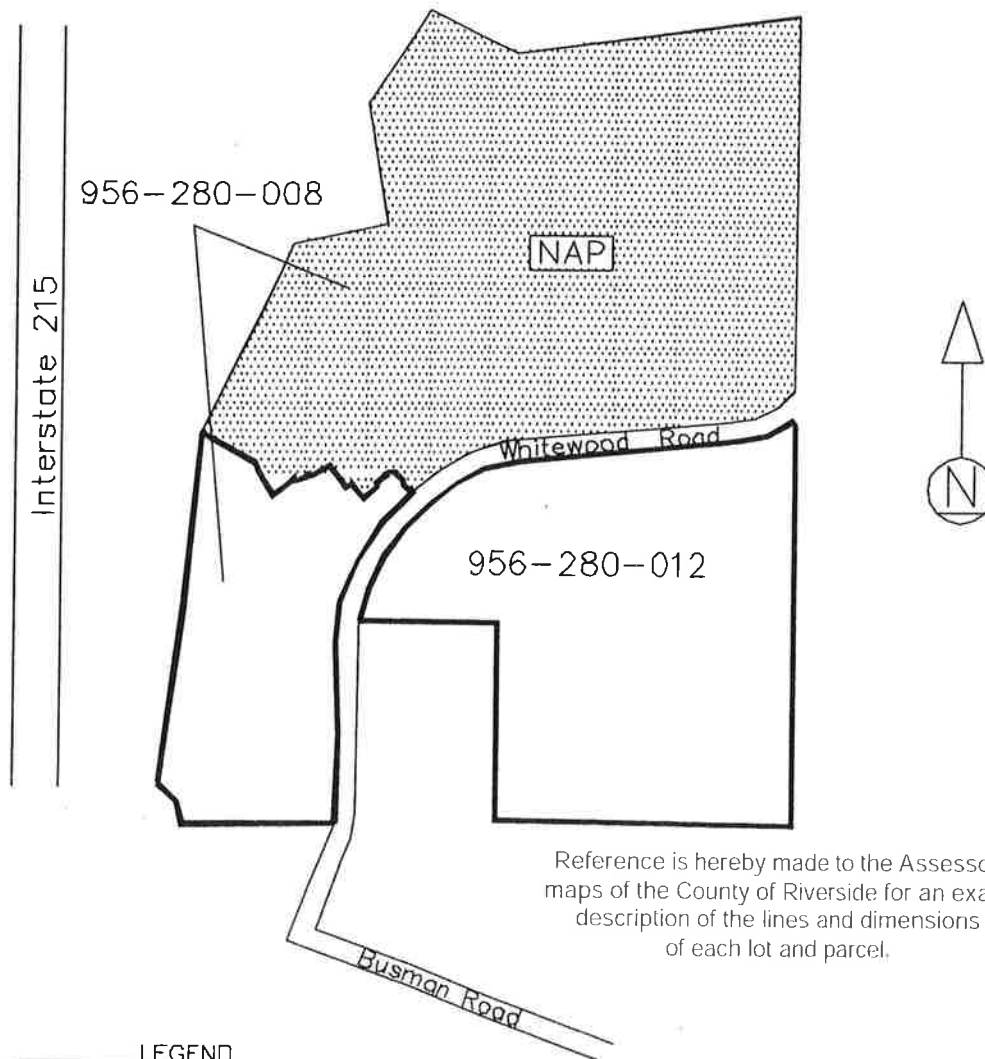 956-280-008
NAP
Interstate 215
Whitewood Road
N
956-280-012
Reference is hereby made to the Assesso
maps of the County of Riverside for an exa
description of the lines and dimensions
of each lot and parcel.
Busman Road
LEGEND